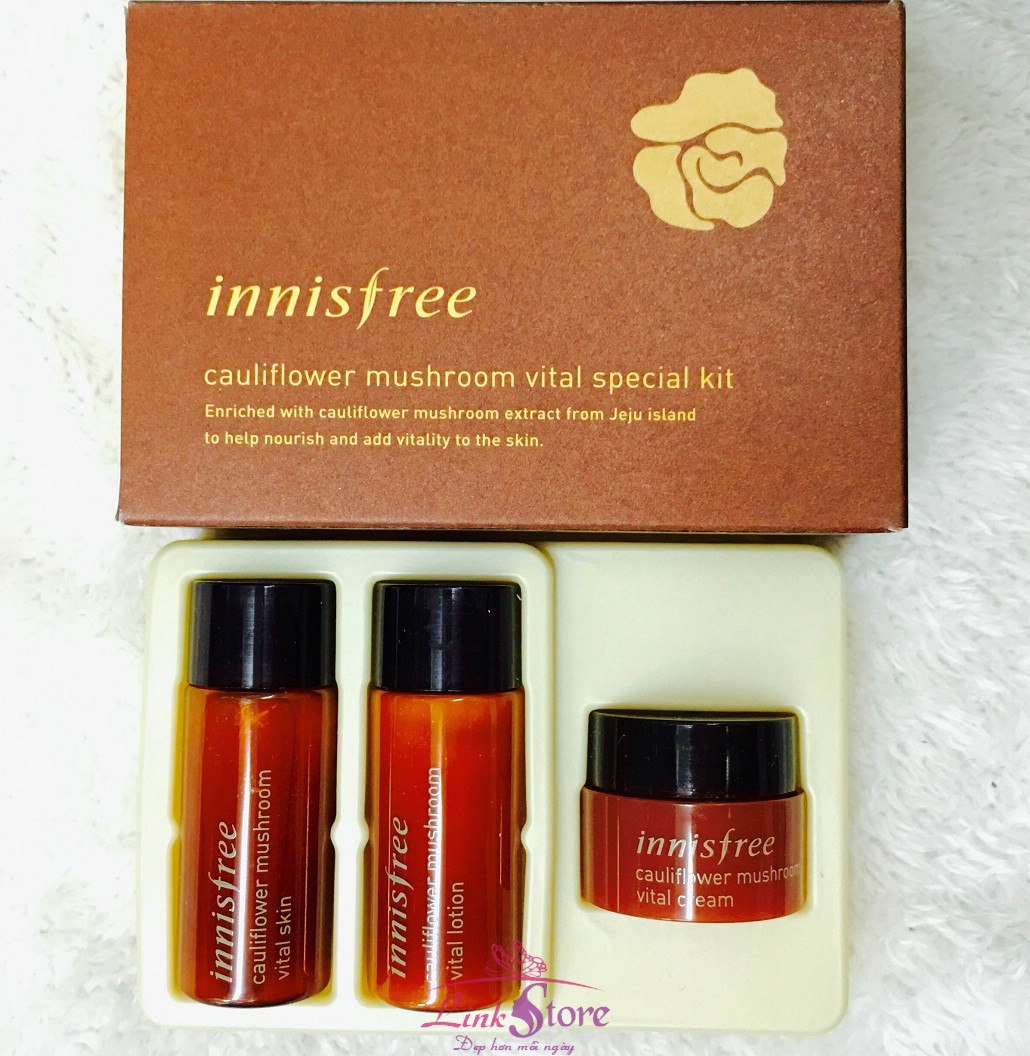 innisfree
cauliflower mushroom vital special kit
Enriched with cauliflower mushroom extract from Jeju island
to help nourish and add vitality to the skin.
innisfree
cauliflower mushroom
vital skin
innisfree
cauliflower mushroom
vital lotion
innisfree
cauliflower mushroom
vital cream
Link Store
Đẹp hơn mỗi ngày